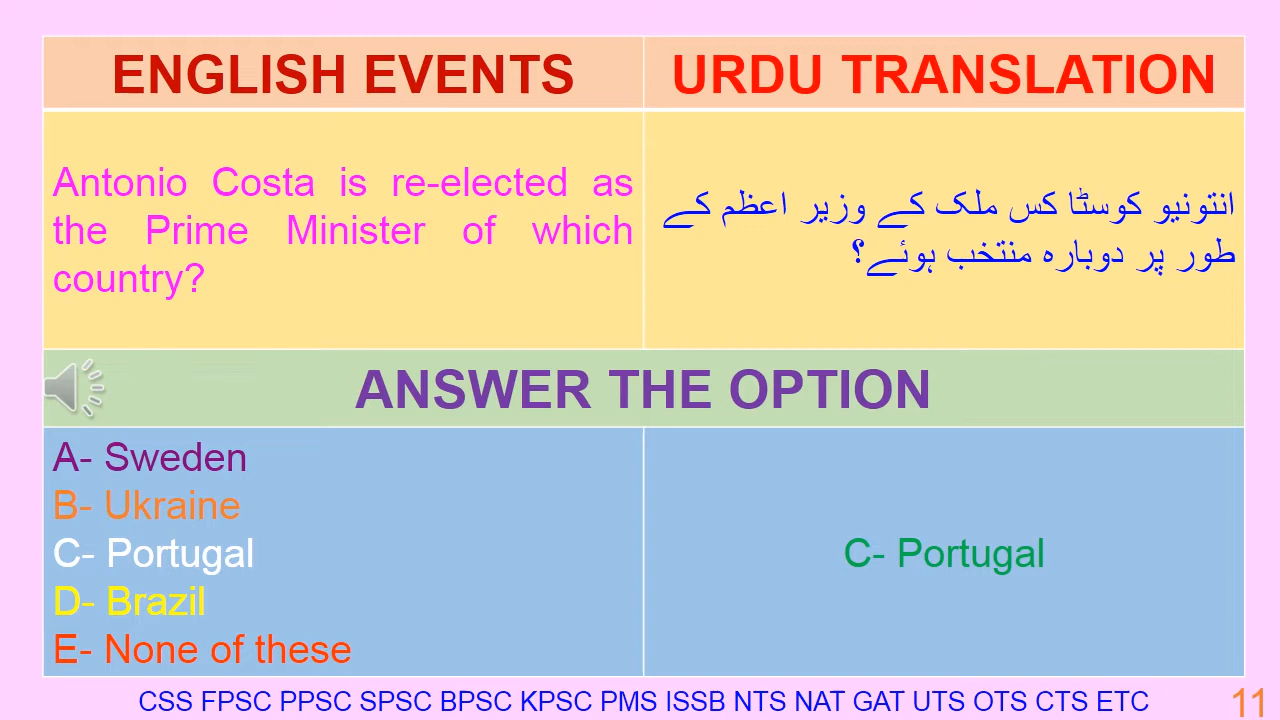 ENGLISH EVENTS
URDU TRANSLATION
Antonio Costa is re-elected as
the Prime Minister of which
country?
انتونیو کوسٹا کس ملک کے وزیر اعظم کے
طور پر دوبارہ منتخب ہوئے؟
ANSWER THE OPTION
A- Sweden
B- Ukraine
C- Portugal
D- Brazil
E- None of these
C- Portugal
CSS FPSC PPSC SPSC BPSC KPSC PMS ISSB NTS NAT GAT UTS OTS CTS ETC
11